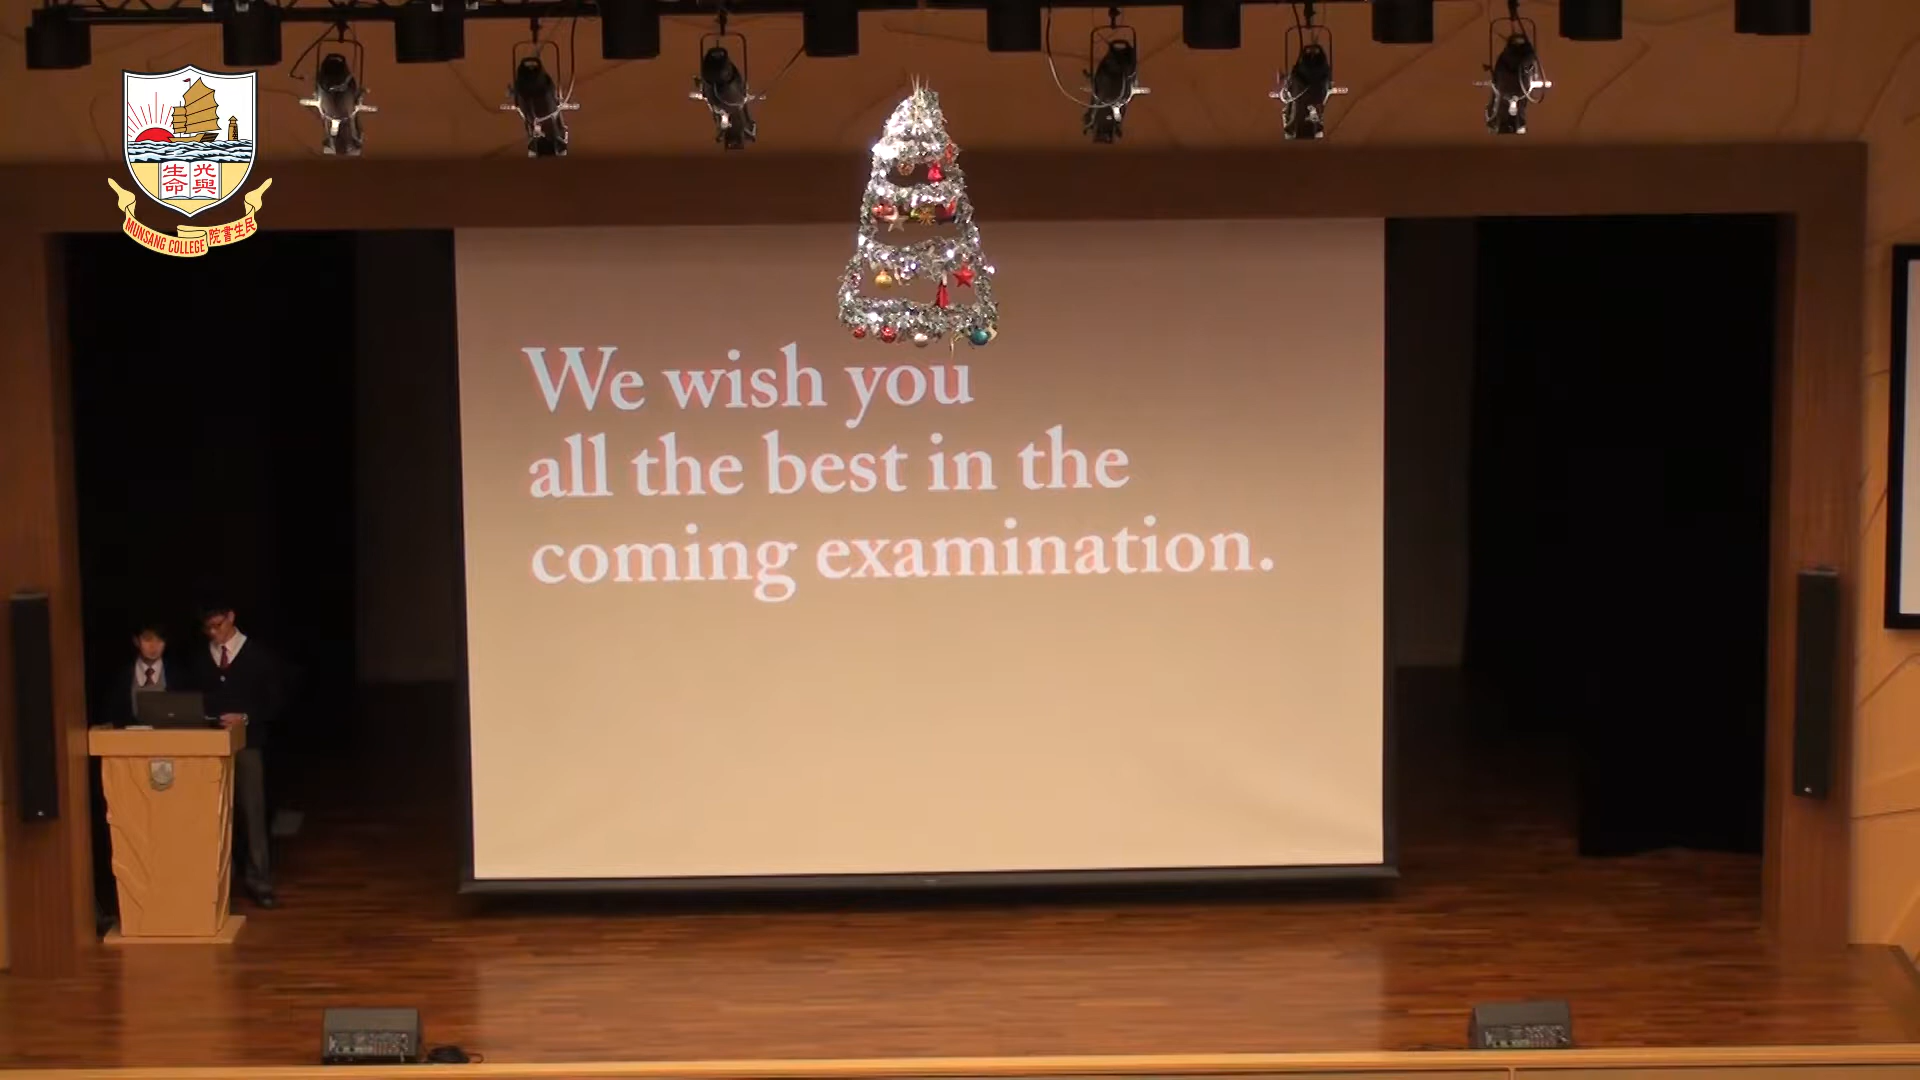 光與
生命
MUNSANG COLLEGE 民生書院
We wish you
all the best in the
coming examination.